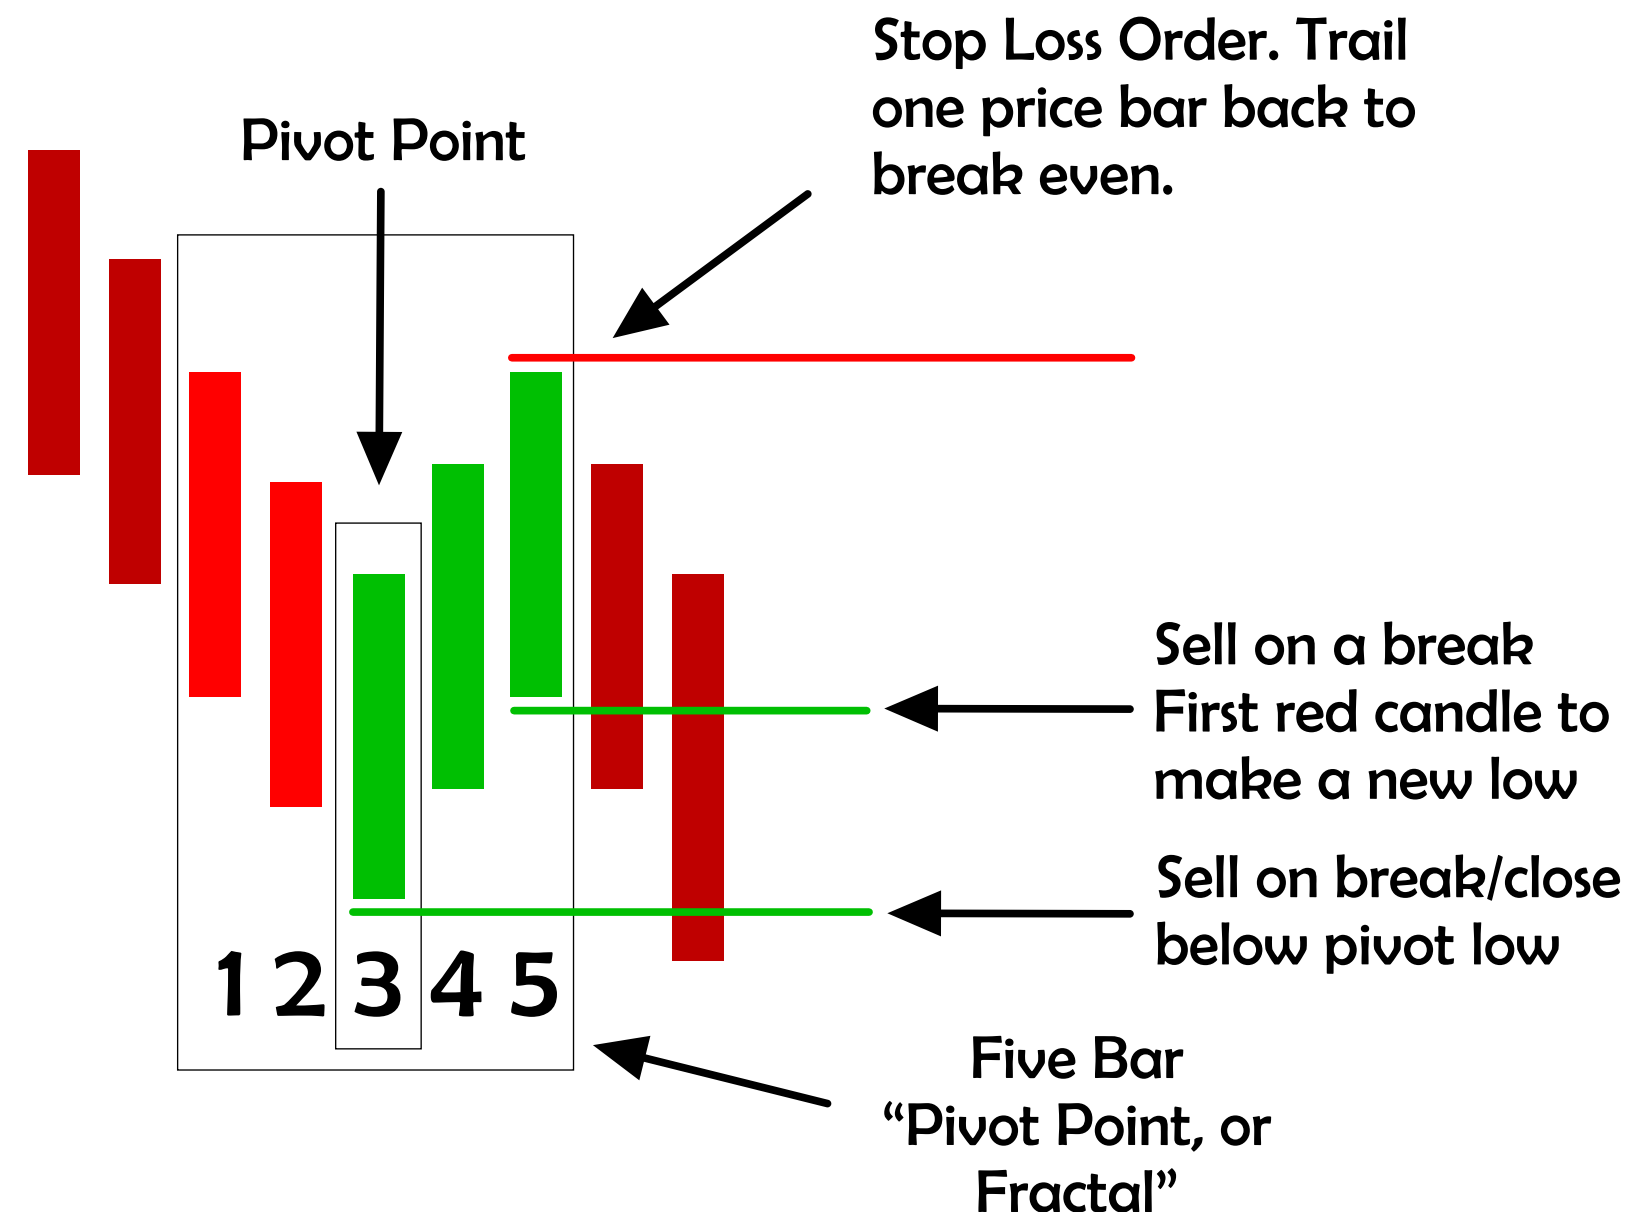 Stop Loss Order. Trail
one price bar back to
break even.
Pivot Point
Sell on a break
First red candle to
make a new low
Sell on break/close
below pivot low
1 2 3 4 5
Five Bar
“Pivot Point, or
Fractal”